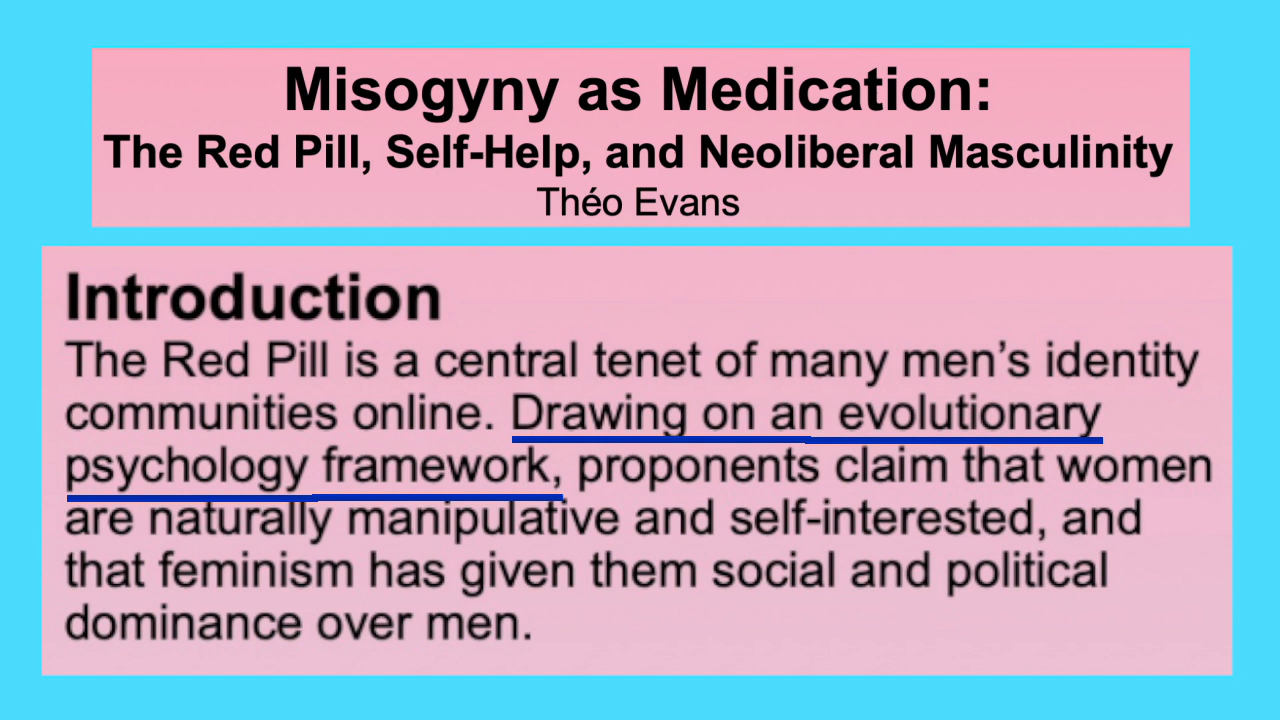 Misogyny as Medication:
The Red Pill, Self-Help, and Neoliberal Masculinity
Théo Evans
Introduction
The Red Pill is a central tenet of many men’s identity
communities online. Drawing on an evolutionary
psychology framework, proponents claim that women
are naturally manipulative and self-interested, and
that feminism has given them social and political
dominance over men.